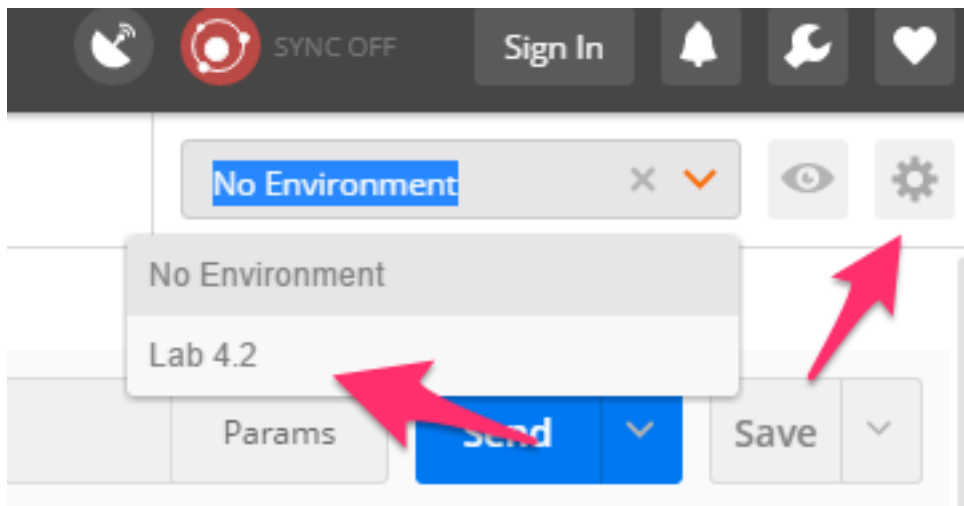 SYNC OFF Sign In
No Environment
No Environment
Lab 4.2
Params Send Save